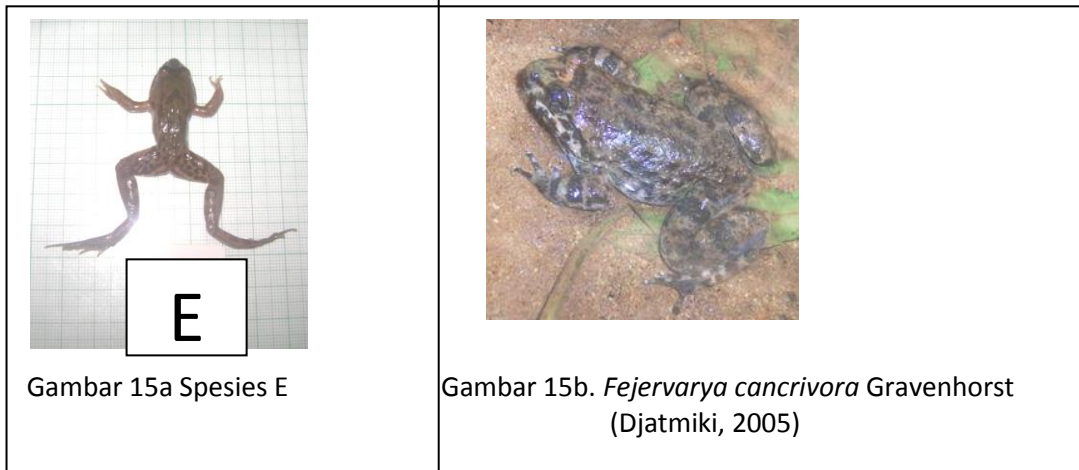 E
Gambar 15a Spesies E
Gambar 15b. Fejervarya cancrivora Gravenhorst
(Djatmiki, 2005)